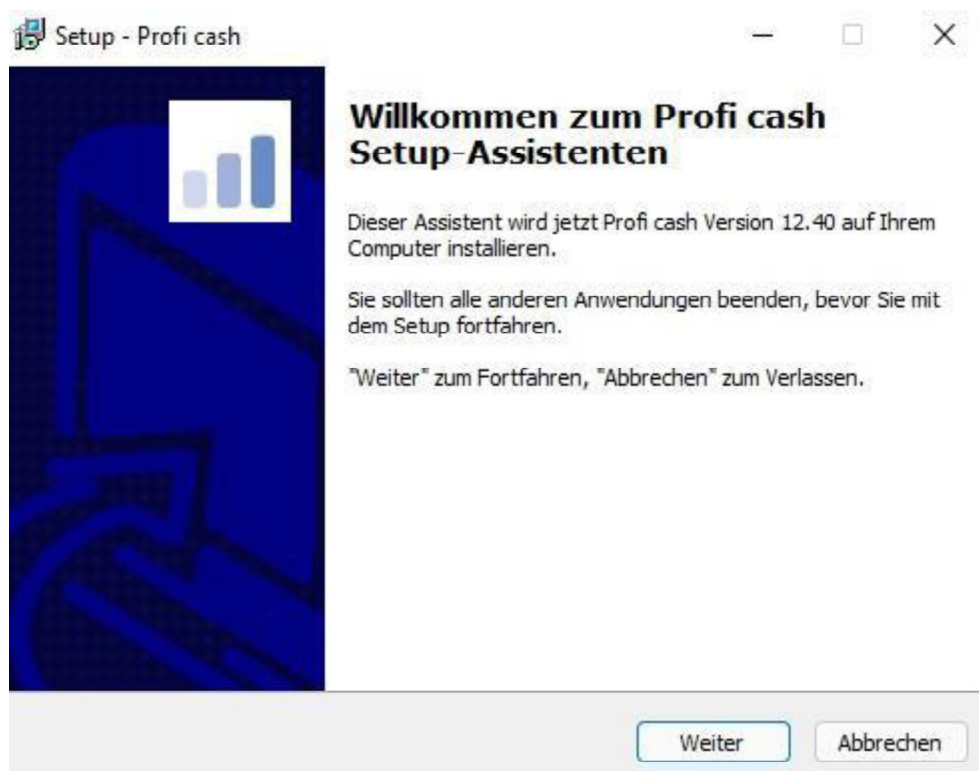 Setup - Profi cash
Willkommen zum Profi cash
Setup-Assistenten
Dieser Assistent wird jetzt Profi cash Version 12.40 auf Ihrem
Computer installieren.
Sie sollten alle anderen Anwendungen beenden, bevor Sie mit
dem Setup fortfahren.
"Weiter" zum Fortfahren, "Abbrechen" zum Verlassen.
Weiter
Abbrechen